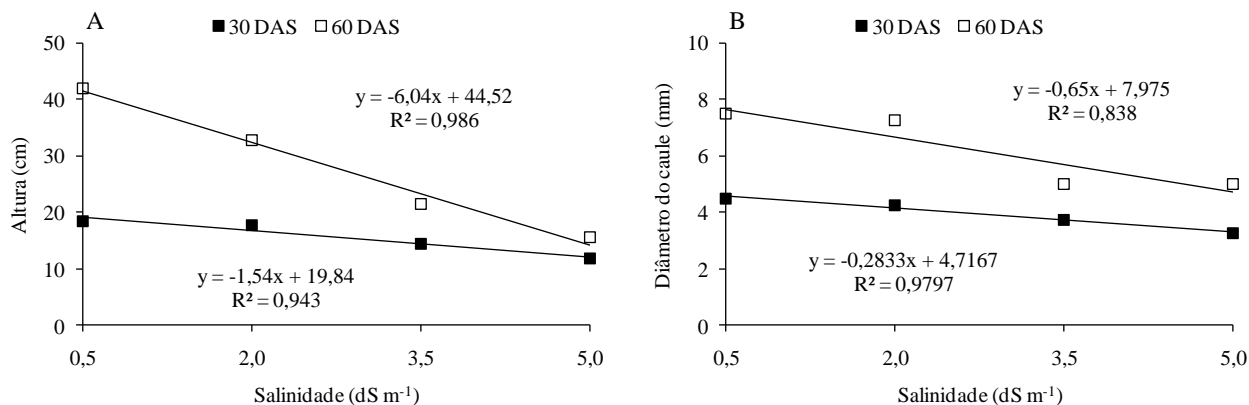 A
■ 30 DAS □ 60 DAS
50
40
30
20
10
0
Altura (cm)
y = -6,04x + 44,52
R² = 0,986
y = -1,54x + 19,84
R² = 0,943
0,5 2,0 3,5 5,0
Salinidade (dS m⁻¹)
B
■ 30 DAS □ 60 DAS
10
8
6
4
2
0
Diâmetro do caule (mm)
y = -0,65x + 7,975
R² = 0,838
y = -0,2833x + 4,7167
R² = 0,9797
0,5 2,0 3,5 5,0
Salinidade (dS m⁻¹)